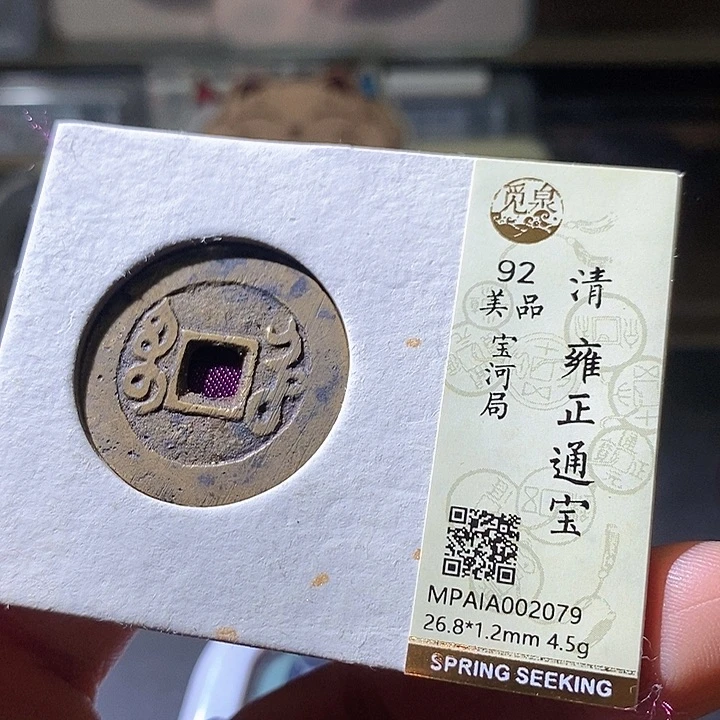 觅泉
清 雍正通宝
92
美品
宝河局
MPAIA002079
26.8*1.2mm 4.5g
SPRING SEEKING